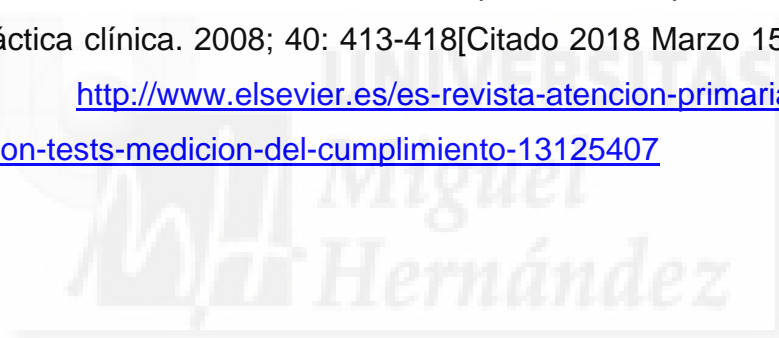 áctica clínica. 2008; 40: 413-418[Citado 2018 Marzo 15
http://www.elsevier.es/es-revista-atencion-primaria
on-tests-medicion-del-cumplimiento-13125407
UNIVERSITAS
Miguel
Hernández